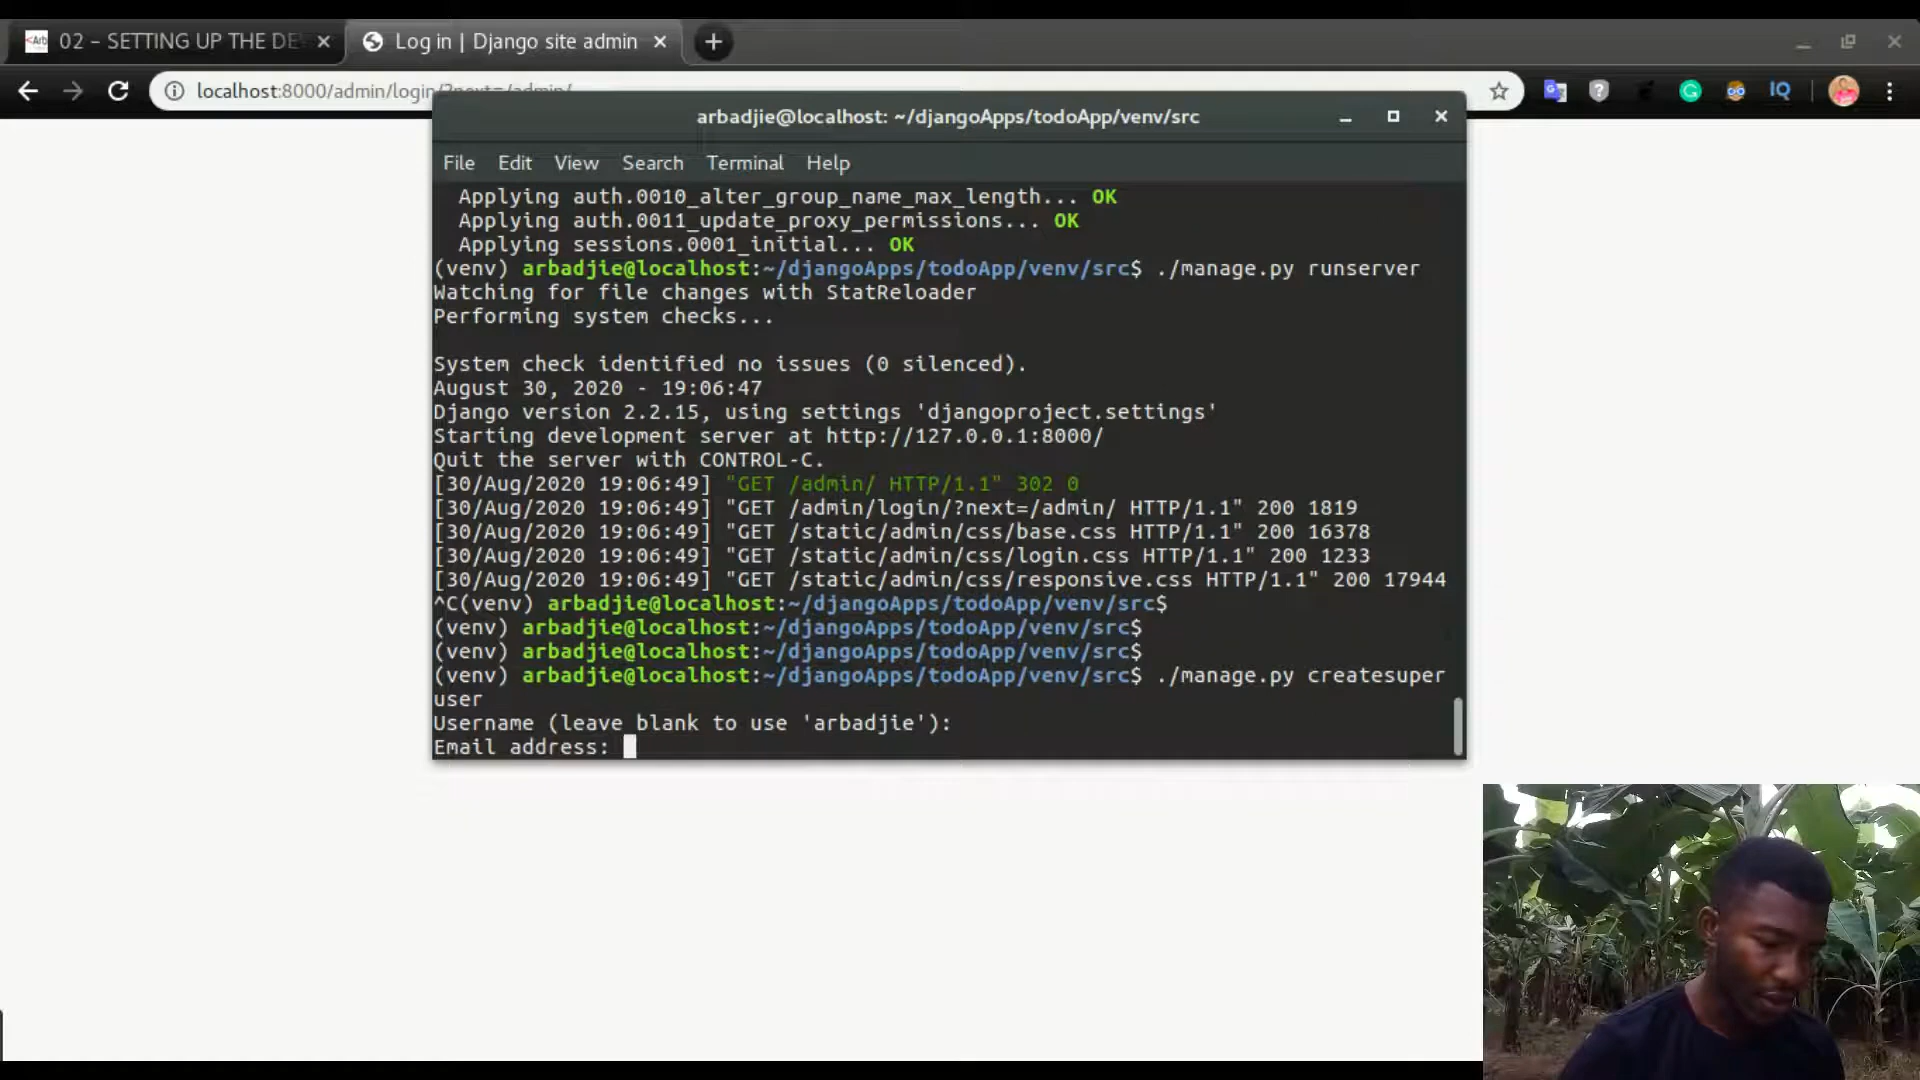 02 – SETTING UP THE DE
Log in | Django site admin
localhost:8000/admin/login/?next=/admin/
arbadjie@localhost: ~/djangoApps/todoApp/venv/src
File Edit View Search Terminal Help
Applying auth.0010_alter_group_name_max_length... OK
Applying auth.0011_update_proxy_permissions... OK
Applying sessions.0001_initial... OK
(venv) arbadjie@localhost:~/djangoApps/todoApp/venv/src$ ./manage.py runserver
Watching for file changes with StatReloader
Performing system checks...
System check identified no issues (0 silenced).
August 30, 2020 - 19:06:47
Django version 2.2.15, using settings 'djangoproject.settings'
Starting development server at http://127.0.0.1:8000/
Quit the server with CONTROL-C.
[30/Aug/2020 19:06:49] "GET /admin/ HTTP/1.1" 302 0
[30/Aug/2020 19:06:49] "GET /admin/login/?next=/admin/ HTTP/1.1" 200 1819
[30/Aug/2020 19:06:49] "GET /static/admin/css/base.css HTTP/1.1" 200 16378
[30/Aug/2020 19:06:49] "GET /static/admin/css/login.css HTTP/1.1" 200 1233
[30/Aug/2020 19:06:49] "GET /static/admin/css/responsive.css HTTP/1.1" 200 17944
^C(venv) arbadjie@localhost:~/djangoApps/todoApp/venv/src$
(venv) arbadjie@localhost:~/djangoApps/todoApp/venv/src$
(venv) arbadjie@localhost:~/djangoApps/todoApp/venv/src$
(venv) arbadjie@localhost:~/djangoApps/todoApp/venv/src$ ./manage.py createsuper
user
Username (leave blank to use 'arbadjie'):
Email address: